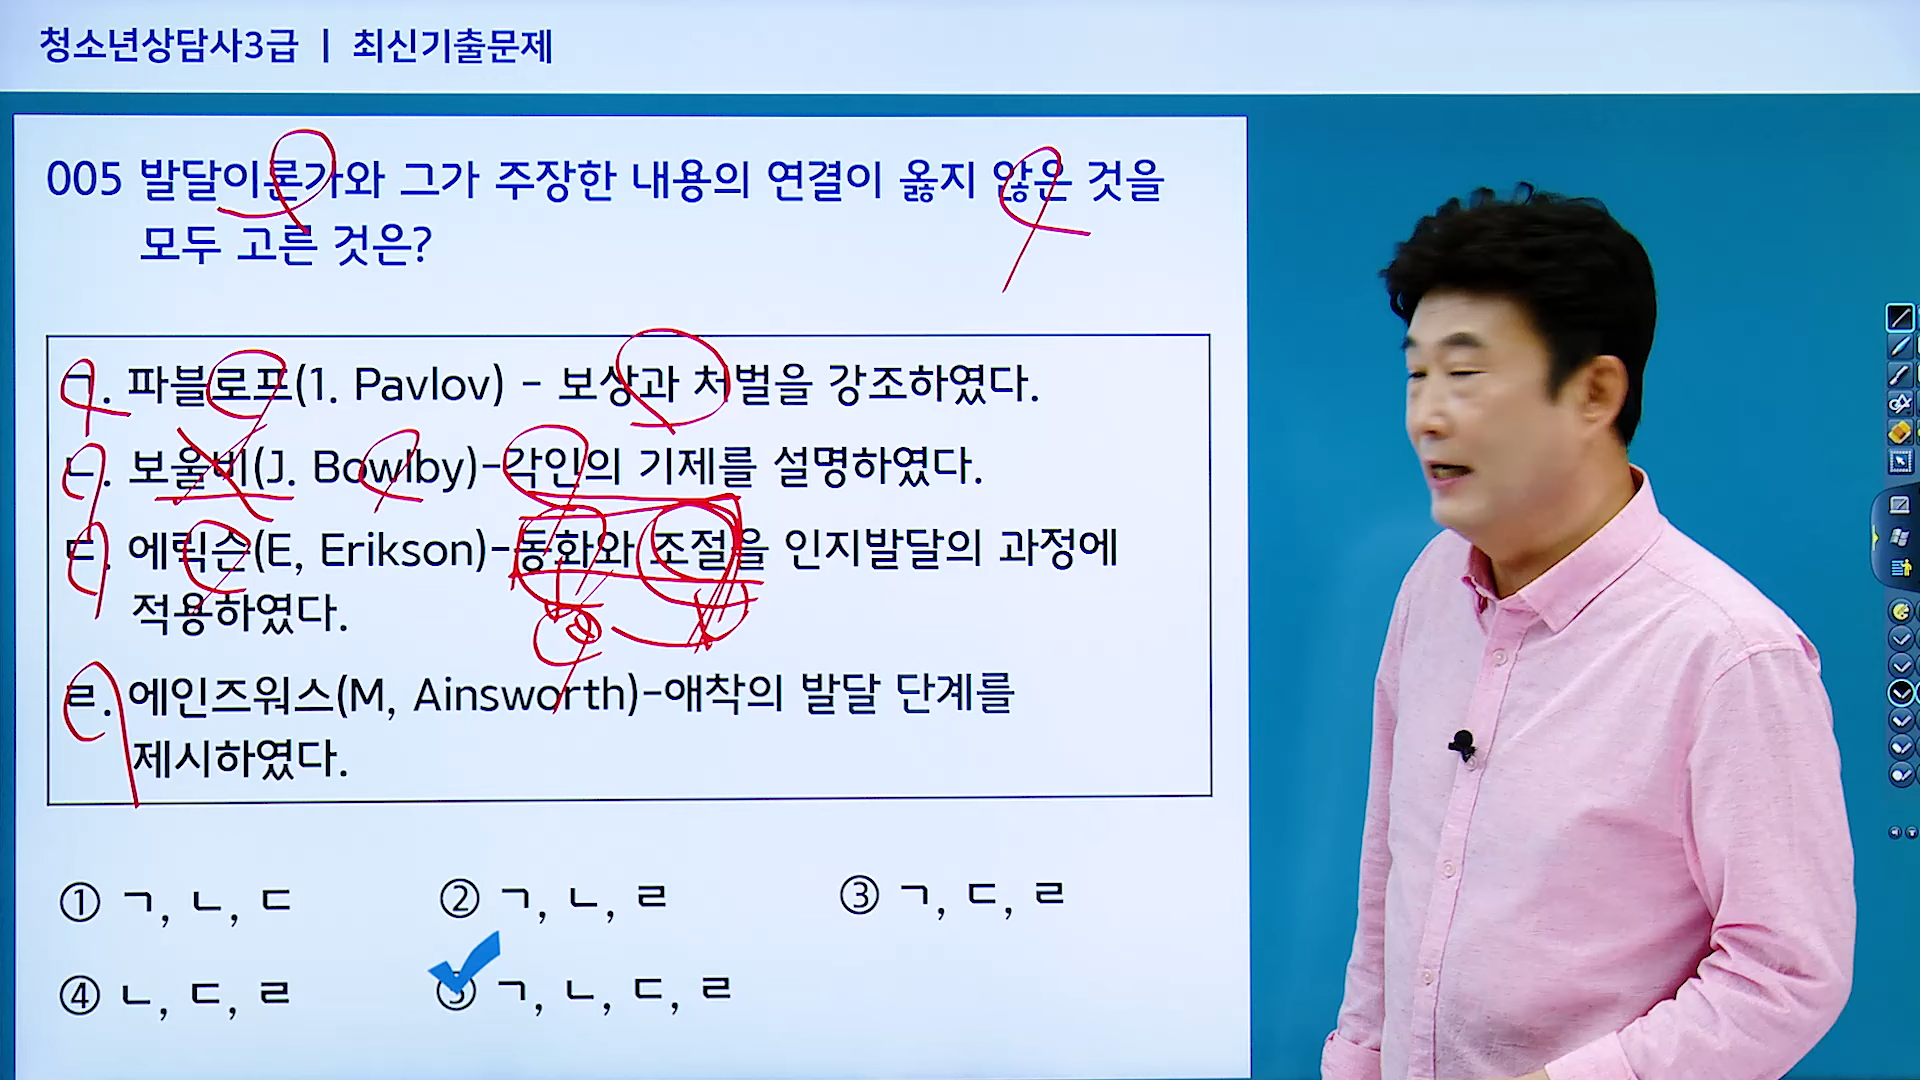 청소년상담사3급 | 최신기출문제
005 발달이론가와 그가 주장한 내용의 연결이 옳지 않은 것을
모두 고른 것은?
ㄱ. 파블로프(1. Pavlov) - 보상과 처벌을 강조하였다.
ㄴ. 보울비(J. Bowlby)-각인의 기제를 설명하였다.
ㄷ. 에릭슨(E, Erikson)-동화와 조절을 인지발달의 과정에
적용하였다.
ㄹ. 에인즈워스(M, Ainsworth)-애착의 발달 단계를
제시하였다.
① ㄱ, ㄴ, ㄷ ② ㄱ, ㄴ, ㄹ ③ ㄱ, ㄷ, ㄹ
④ ㄴ, ㄷ, ㄹ ⑤ ㄱ, ㄴ, ㄷ, ㄹ